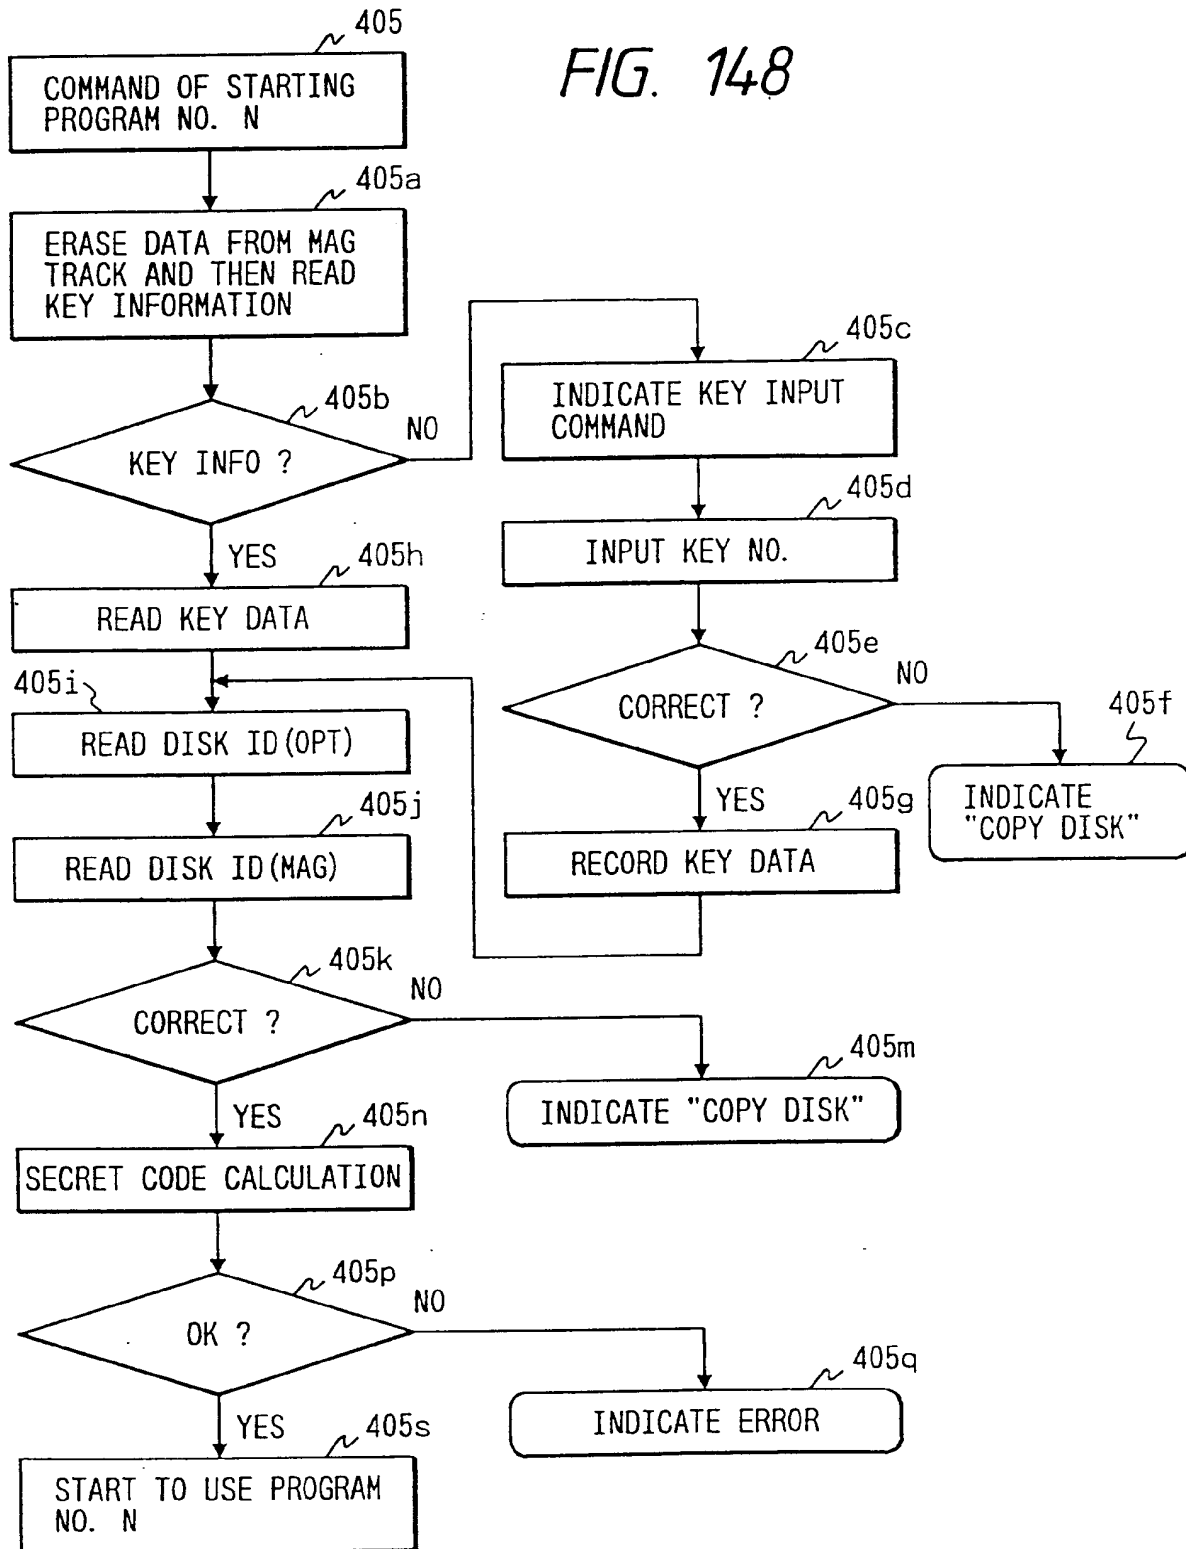 FIG. 148
405
COMMAND OF STARTING
PROGRAM NO. N
405a
ERASE DATA FROM MAG
TRACK AND THEN READ
KEY INFORMATION
405b
KEY INFO ?
NO
YES
405c
INDICATE KEY INPUT
COMMAND
405d
INPUT KEY NO.
405e
CORRECT ?
NO
405f
INDICATE
"COPY DISK"
YES
405g
RECORD KEY DATA
405h
READ KEY DATA
405i
READ DISK ID(OPT)
405j
READ DISK ID(MAG)
405k
CORRECT ?
NO
405m
INDICATE "COPY DISK"
YES
405n
SECRET CODE CALCULATION
405p
OK ?
NO
405q
INDICATE ERROR
YES
405s
START TO USE PROGRAM
NO. N